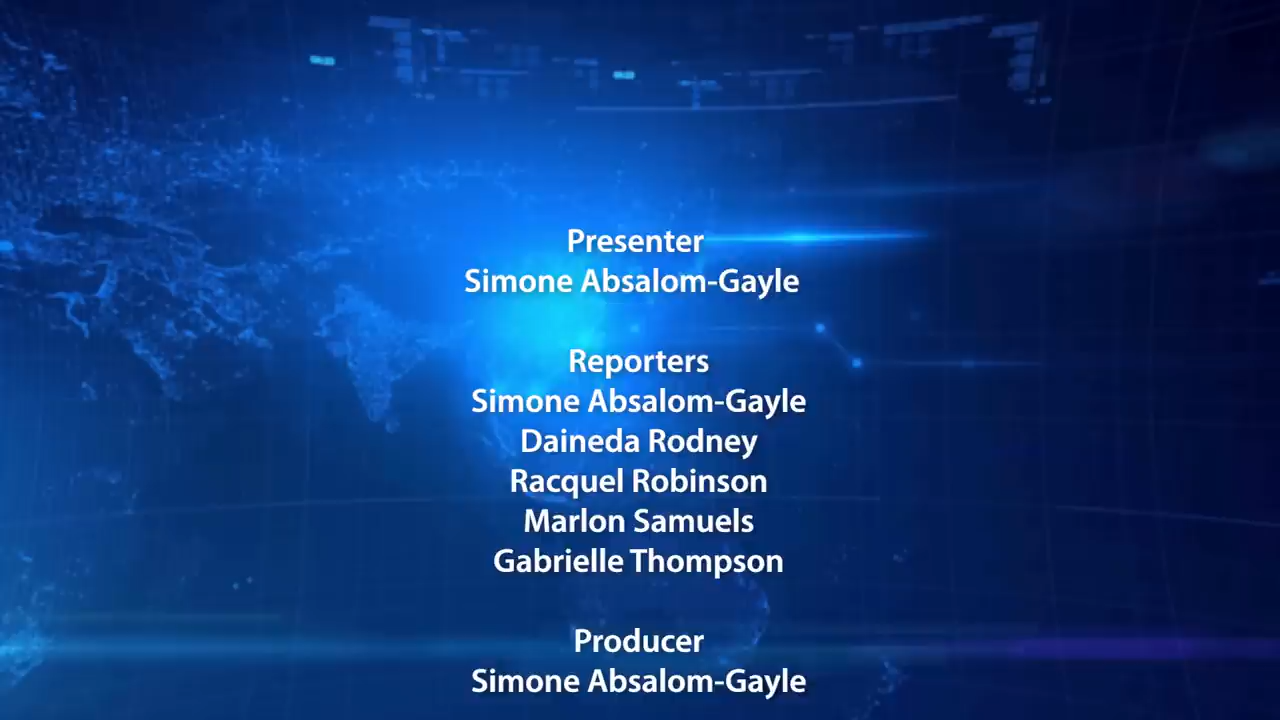 Presenter
Simone Absalom-Gayle
Reporters
Simone Absalom-Gayle
Daineda Rodney
Racquel Robinson
Marlon Samuels
Gabrielle Thompson
Producer
Simone Absalom-Gayle